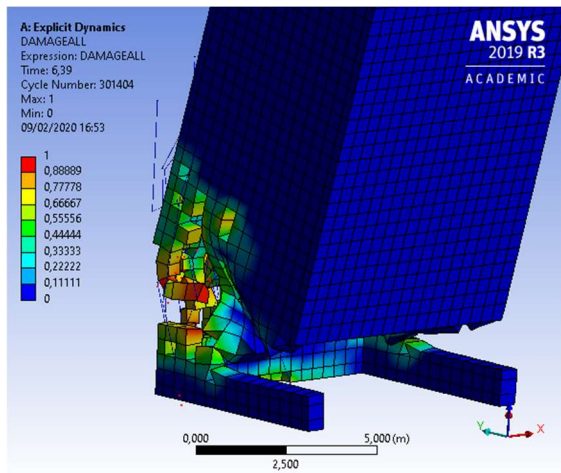 A: Explicit Dynamics
DAMAGEALL
Expression: DAMAGEALL
Time: 6,39
Cycle Number: 301404
Max: 1
Min: 0
09/02/2020 16:53
ANSYS
2019 R3
ACADEMIC
1
0,88889
0,77778
0,66667
0,55556
0,44444
0,33333
0,22222
0,11111
0
0,000
5,000 (m)
2,500
Y
X